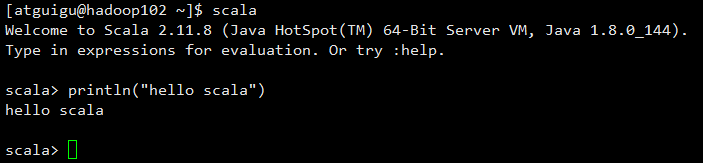 [atguigu@hadoop102 ~]$ scala
Welcome to Scala 2.11.8 (Java HotSpot(TM) 64-Bit Server VM, Java 1.8.0_144).
Type in expressions for evaluation. Or try :help.
scala> println("hello scala")
hello scala
scala>